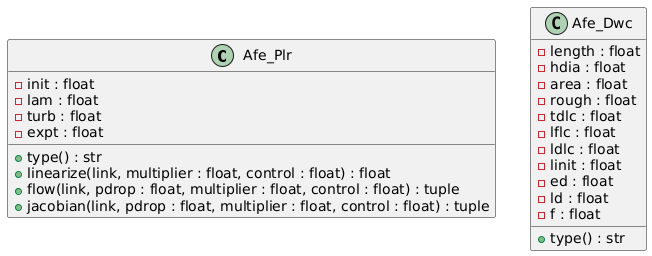 C Afe_Plr
init : float
lam : float
turb : float
expt : float
type() : str
linearize(link, multiplier : float, control : float) : float
flow(link, pdrop : float, multiplier : float, control : float) : tuple
jacobian(link, pdrop : float, multiplier : float, control : float) : tuple
C Afe_Dwc
length : float
hdia : float
area : float
rough : float
tdlc : float
lflc : float
ldlc : float
linit : float
ed : float
ld : float
f : float
type() : str